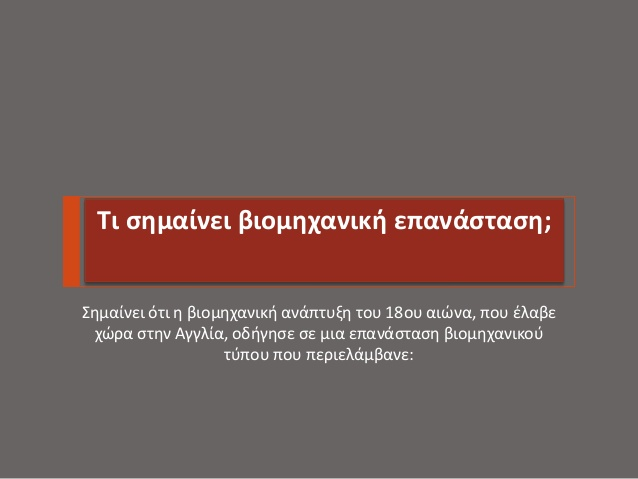 Τι σημαίνει βιομηχανική επανάσταση;
Σημαίνει ότι η βιομηχανική ανάπτυξη του 18ου αιώνα, που έλαβε
χώρα στην Αγγλία, οδήγησε σε μια επανάσταση βιομηχανικού
τύπου που περιελάμβανε: